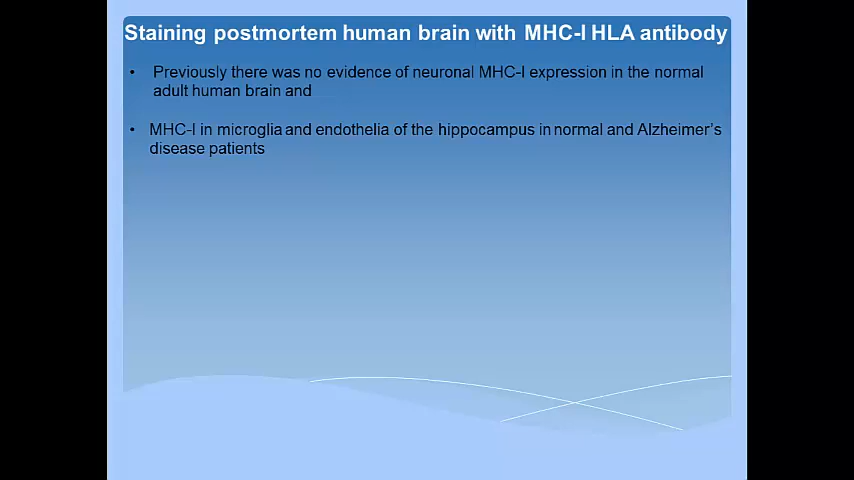 Staining postmortem human brain with MHC-I HLA antibody
• Previously there was no evidence of neuronal MHC-I expression in the normal
adult human brain and
• MHC-I in microglia and endothelia of the hippocampus in normal and Alzheimer’s
disease patients